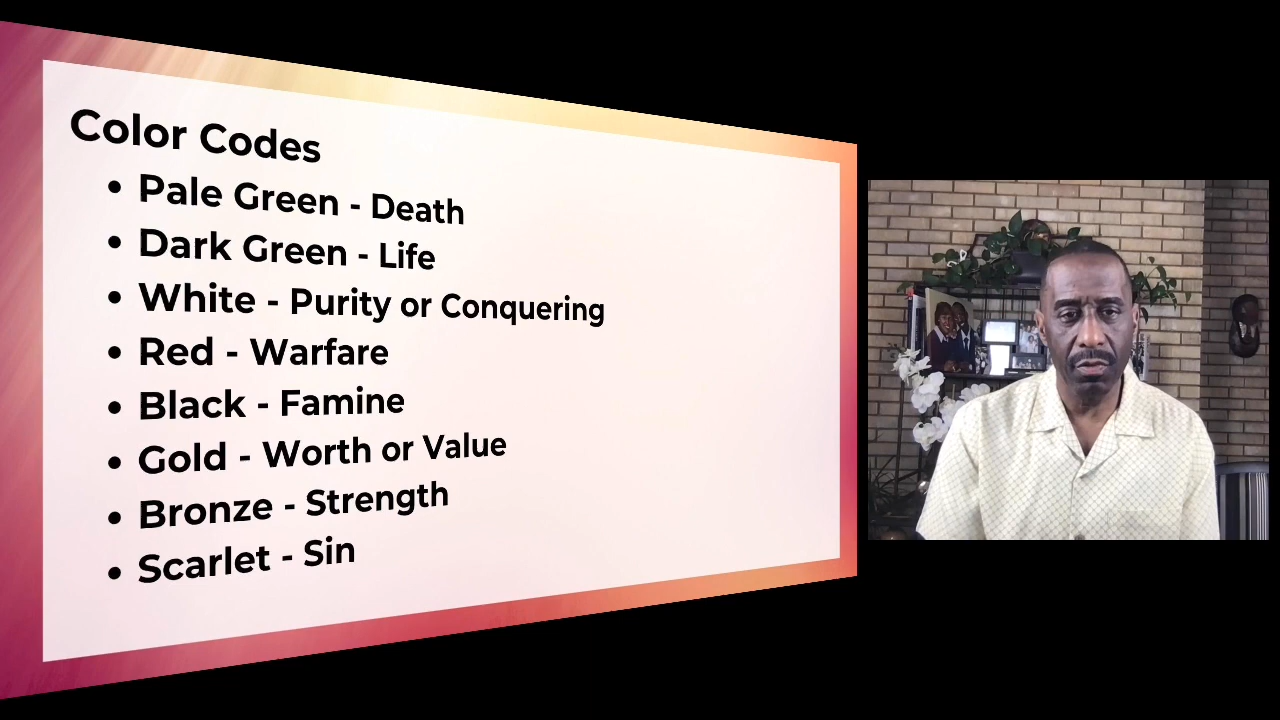 Color Codes
• Pale Green - Death
• Dark Green - Life
• White - Purity or Conquering
• Red - Warfare
• Black - Famine
• Gold - Worth or Value
• Bronze - Strength
• Scarlet - Sin